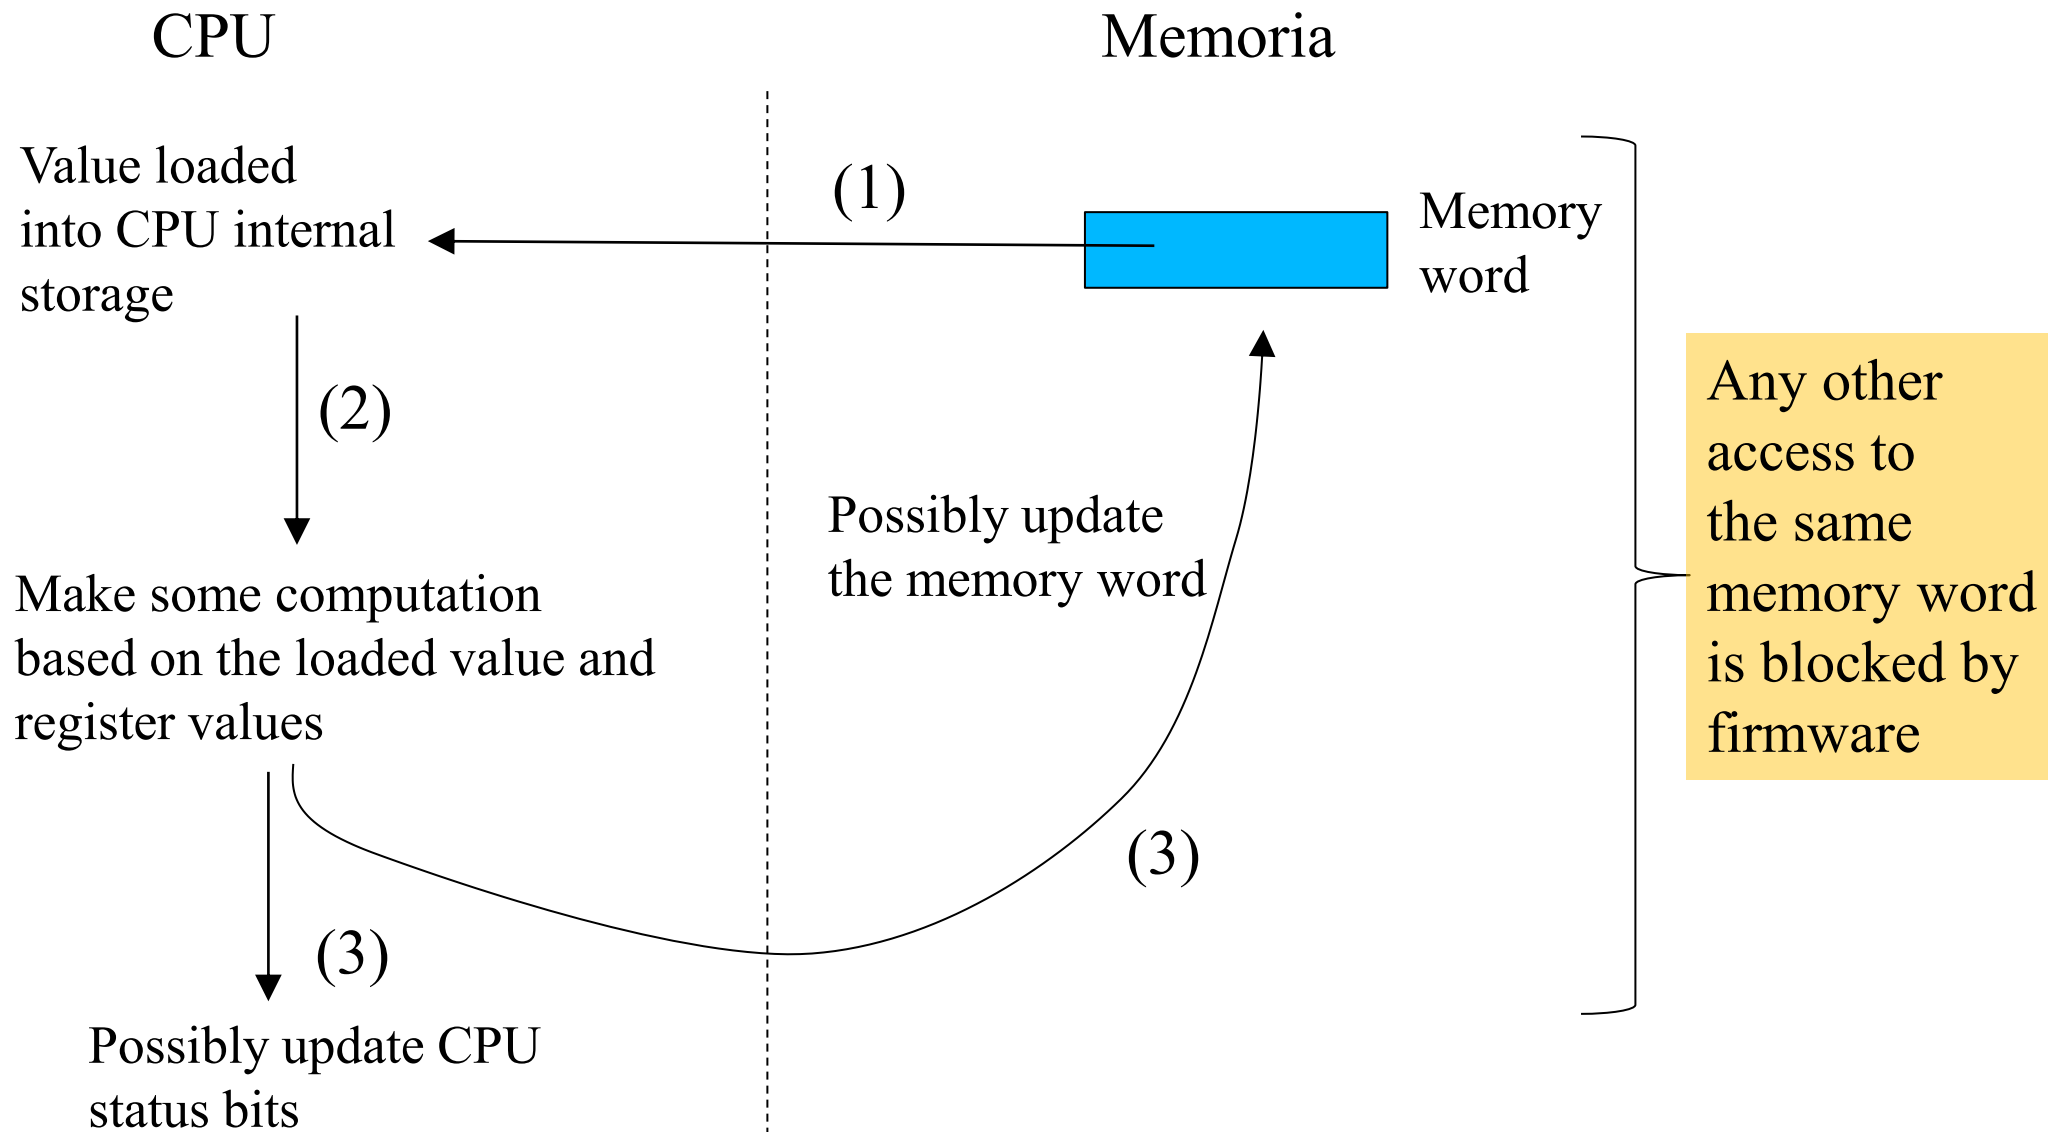 CPU
Memoria
Value loaded
into CPU internal
storage
(1)
Memory
word
(2)
Any other
access to
the same
memory word
is blocked by
firmware
Possibly update
the memory word
Make some computation
based on the loaded value and
register values
(3)
(3)
Possibly update CPU
status bits